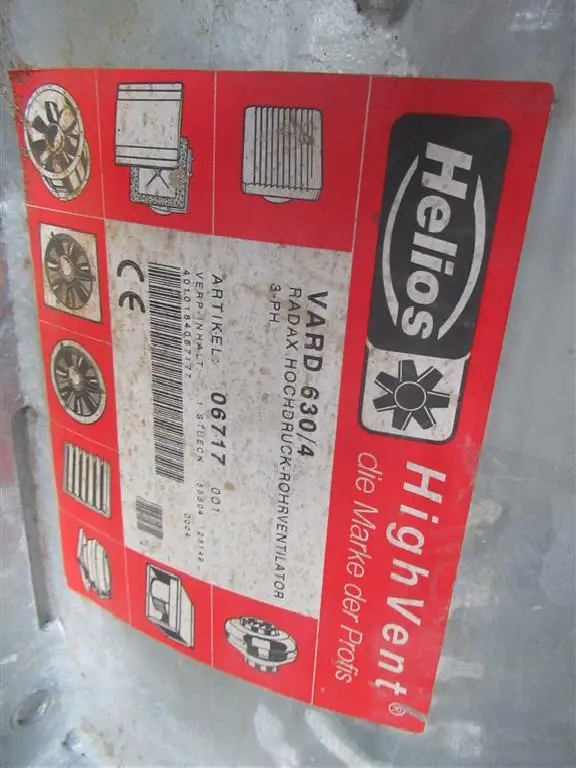 Helios
HighVent®
die Marke der Profis
VARD 630/4
RADAX HOCHDRUCK-ROHRVENTILATOR
3-PH
ARTIKEL: 06717 001
VERP.INHALT 1 STUECK
4010184067177
CE